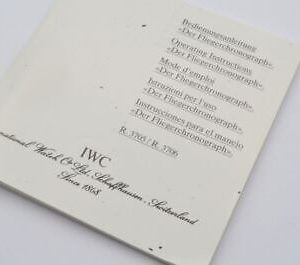 Bedienungsanleitung
«Der Fliegerchronograph».
Operating Instructions
«Der Fliegerchronograph».
Mode d'emploi
«Der Fliegerchronograph».
Istruzioni per l'uso
«Der Fliegerchronograph».
Instrucciones para el manejo
«Der Fliegerchronograph».
R. 3705 / R. 3706
IWC
national Watch Co Ltd. Schaffhausen. Switzerland
Since 1868